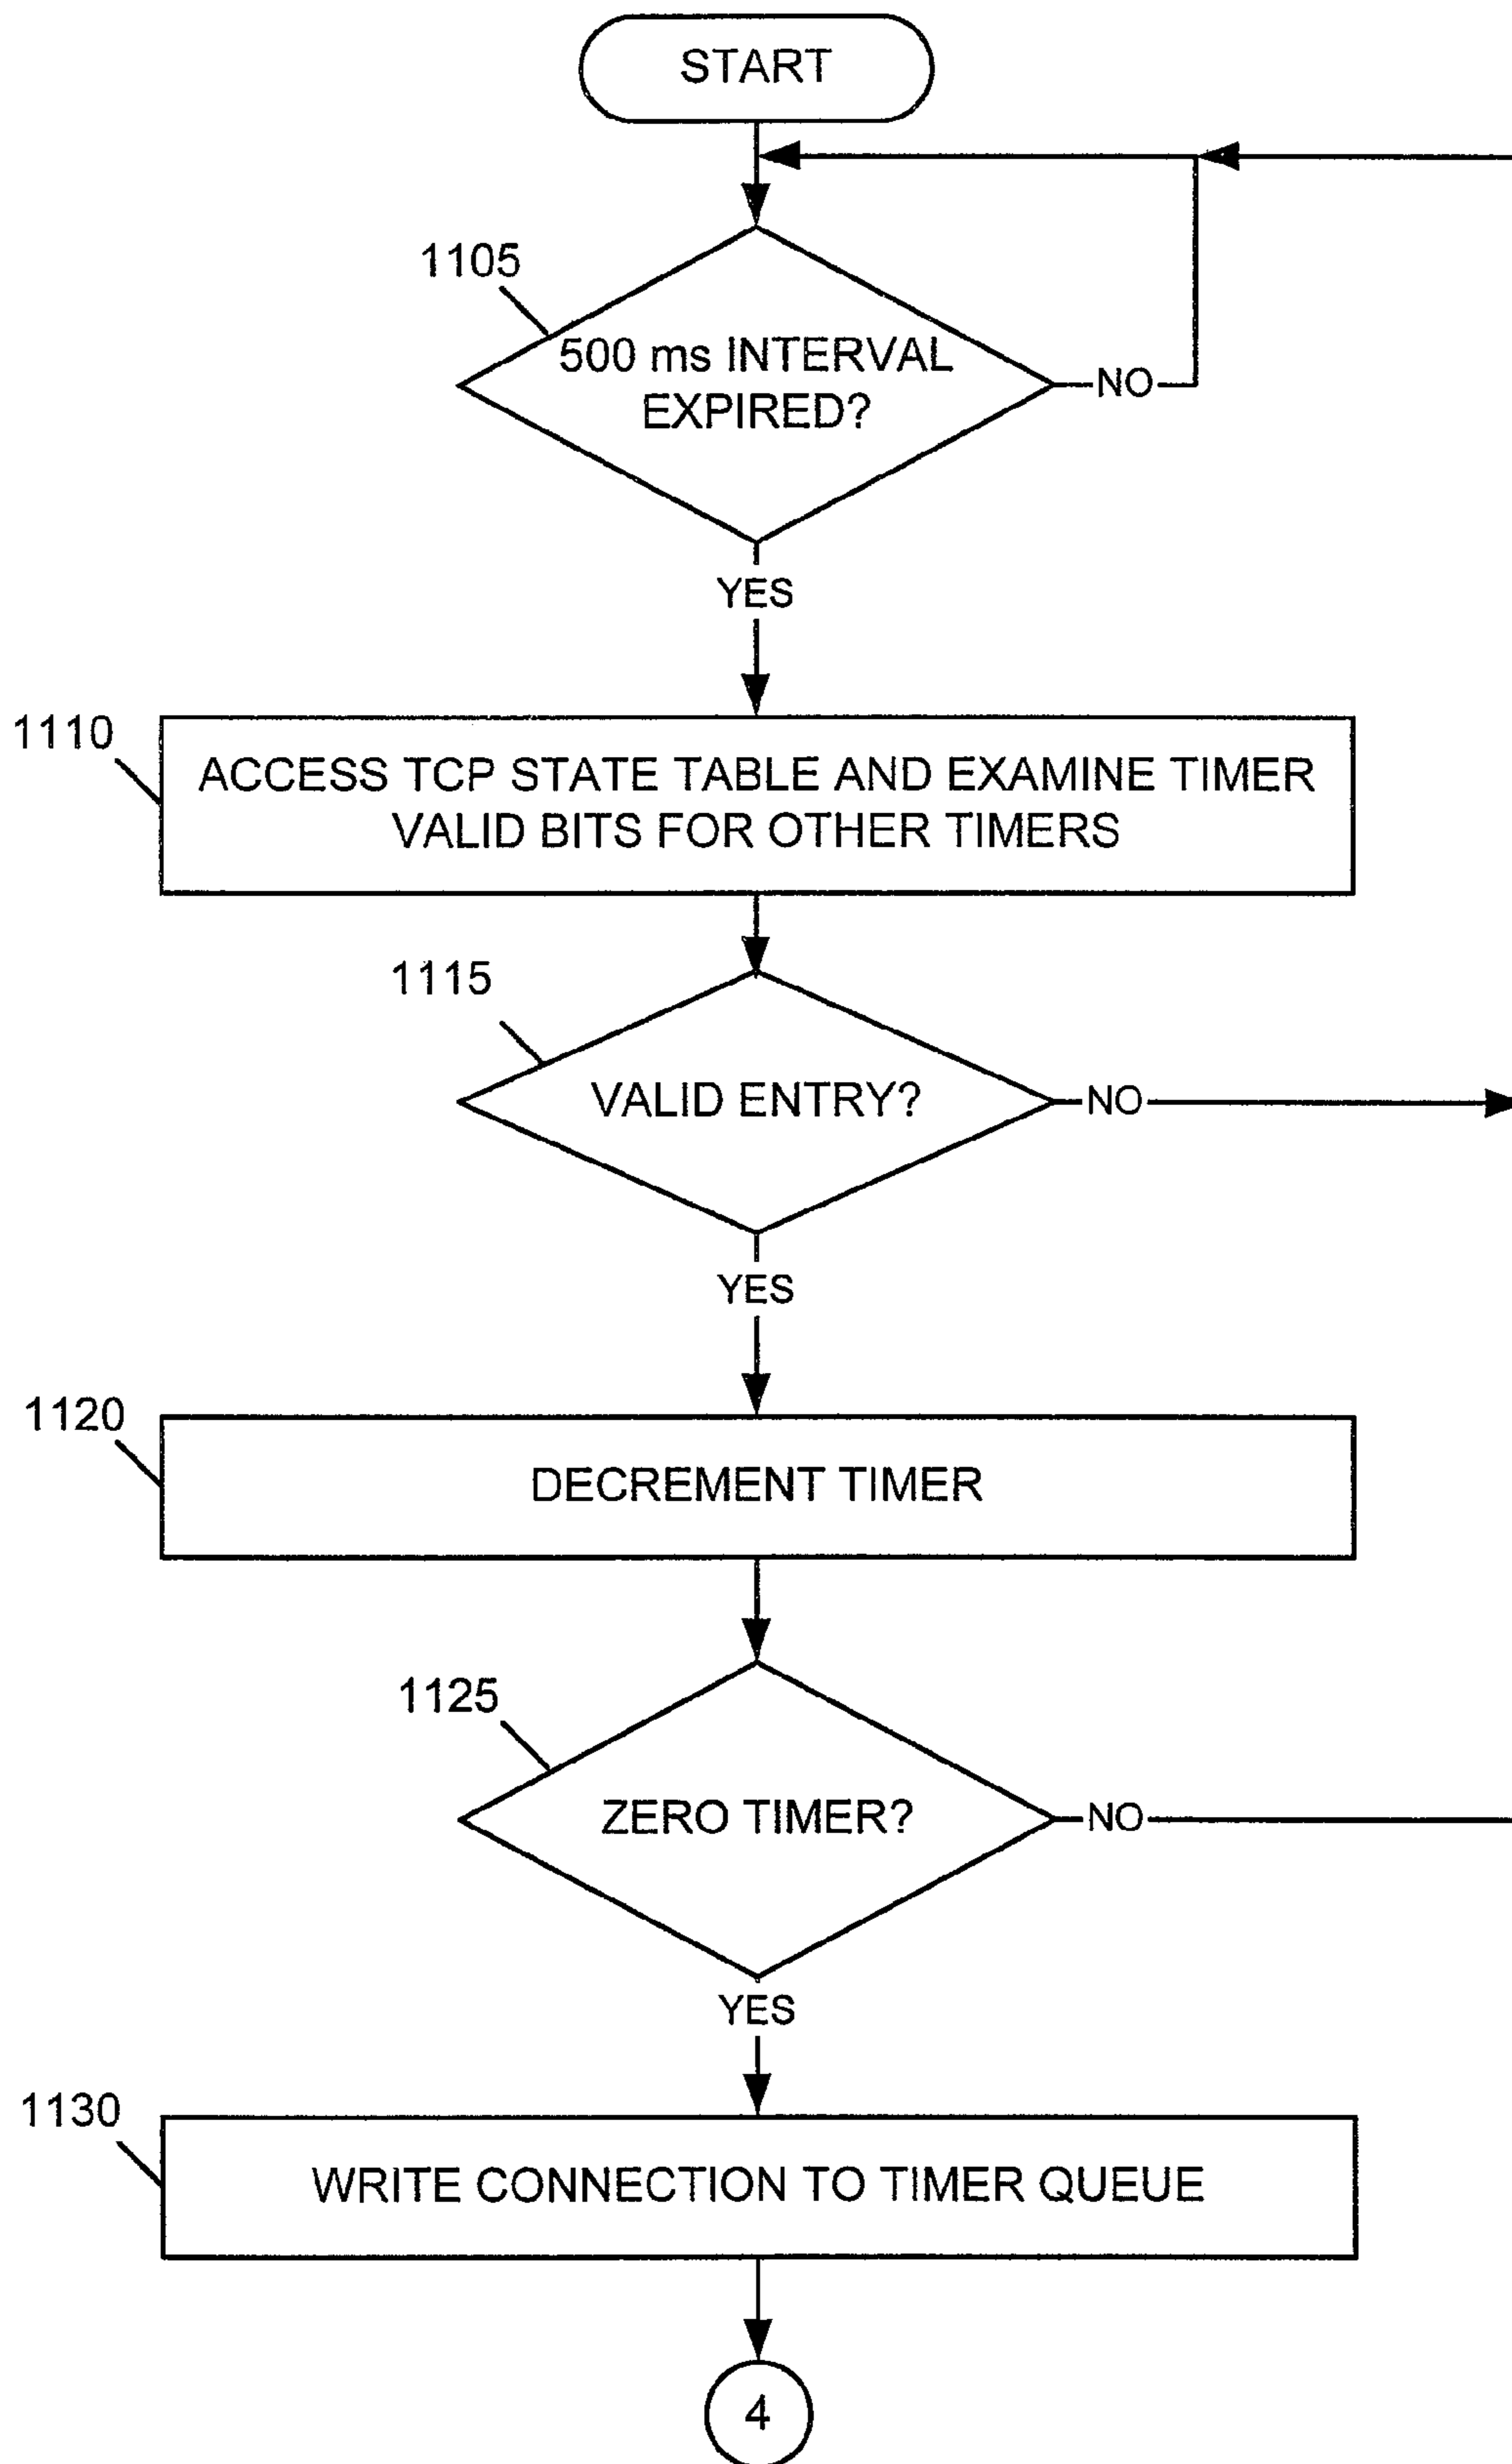 START
1105
500 ms INTERVAL
EXPIRED?
NO
YES
1110
ACCESS TCP STATE TABLE AND EXAMINE TIMER
VALID BITS FOR OTHER TIMERS
1115
VALID ENTRY?
NO
YES
1120
DECREMENT TIMER
1125
ZERO TIMER?
NO
YES
1130
WRITE CONNECTION TO TIMER QUEUE
4